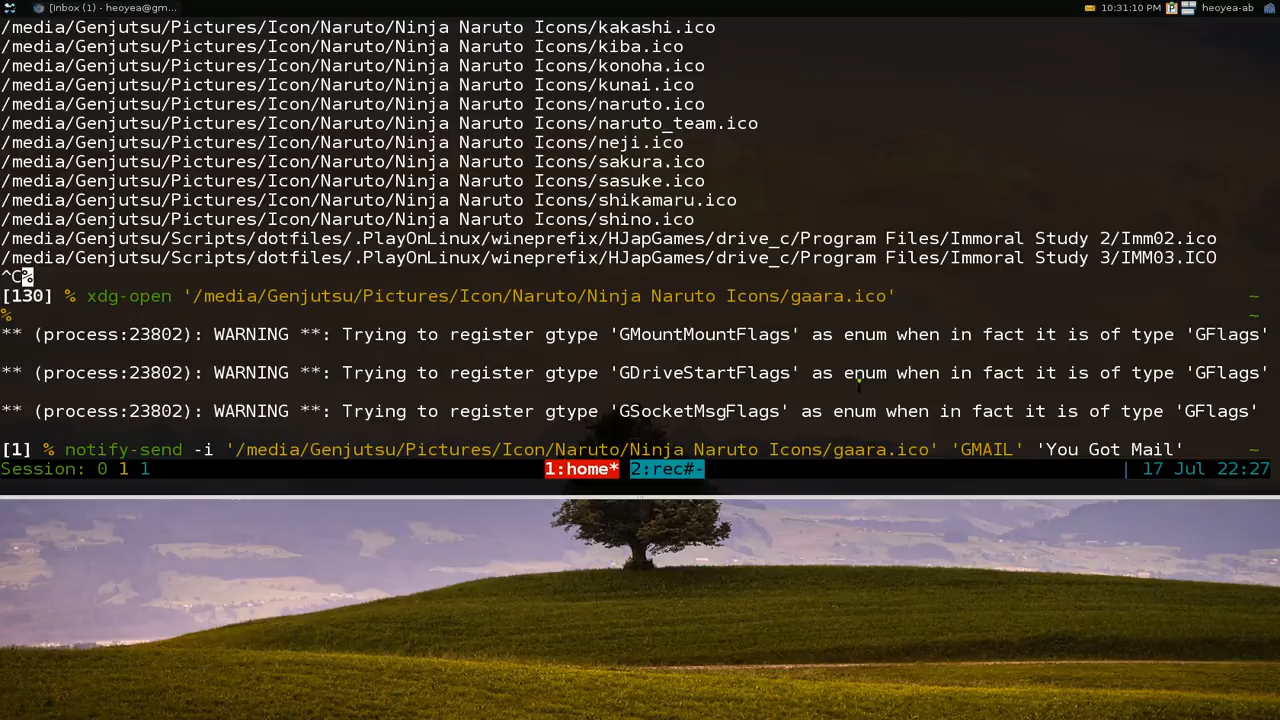 [Inbox (1) - heoyea@gm...
10:31:10 PM
heoyea-ab
/media/Genjutsu/Pictures/Icon/Naruto/Ninja Naruto Icons/kakashi.ico
/media/Genjutsu/Pictures/Icon/Naruto/Ninja Naruto Icons/kiba.ico
/media/Genjutsu/Pictures/Icon/Naruto/Ninja Naruto Icons/konoha.ico
/media/Genjutsu/Pictures/Icon/Naruto/Ninja Naruto Icons/kunai.ico
/media/Genjutsu/Pictures/Icon/Naruto/Ninja Naruto Icons/naruto.ico
/media/Genjutsu/Pictures/Icon/Naruto/Ninja Naruto Icons/naruto_team.ico
/media/Genjutsu/Pictures/Icon/Naruto/Ninja Naruto Icons/neji.ico
/media/Genjutsu/Pictures/Icon/Naruto/Ninja Naruto Icons/sakura.ico
/media/Genjutsu/Pictures/Icon/Naruto/Ninja Naruto Icons/sasuke.ico
/media/Genjutsu/Pictures/Icon/Naruto/Ninja Naruto Icons/shikamaru.ico
/media/Genjutsu/Pictures/Icon/Naruto/Ninja Naruto Icons/shino.ico
/media/Genjutsu/Scripts/dotfiles/.PlayOnLinux/wineprefix/HJapGames/drive_c/Program Files/Immoral Study 2/Imm02.ico
/media/Genjutsu/Scripts/dotfiles/.PlayOnLinux/wineprefix/HJapGames/drive_c/Program Files/Immoral Study 3/IMM03.ICO
^C%
[130] % xdg-open '/media/Genjutsu/Pictures/Icon/Naruto/Ninja Naruto Icons/gaara.ico' ~
% ~
** (process:23802): WARNING **: Trying to register gtype 'GMountMountFlags' as enum when in fact it is of type 'GFlags'
** (process:23802): WARNING **: Trying to register gtype 'GDriveStartFlags' as enum when in fact it is of type 'GFlags'
** (process:23802): WARNING **: Trying to register gtype 'GSocketMsgFlags' as enum when in fact it is of type 'GFlags'
[1] % notify-send -i '/media/Genjutsu/Pictures/Icon/Naruto/Ninja Naruto Icons/gaara.ico' 'GMAIL' 'You Got Mail' ~
Session: 0 1 1 1:home* 2:rec#- | 17 Jul 22:27